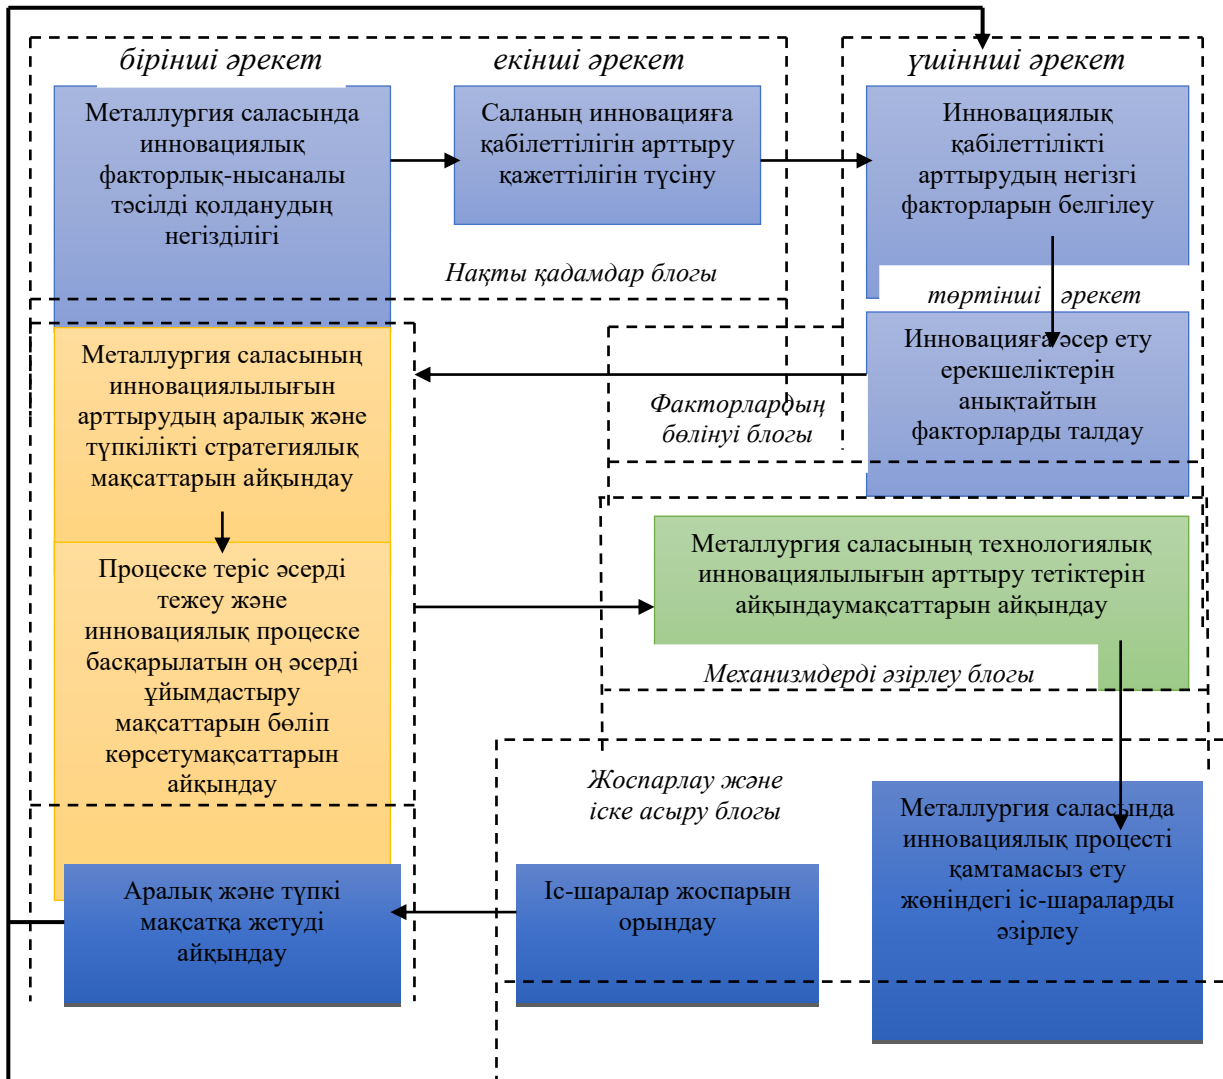 бірінші әрекет
екінші әрекет
үшіннші әрекет
Металлургия саласында
инновациялық
факторлық-нысаналы
тәсілді қолданудың
негізділігі
Саланың инновацияға
қабілеттілігін арттыру
қажеттілігін түсіну
Инновациялық
қабілеттілікті
арттырудың негізгі
факторларын белгілеу
Нақты қадамдар блогы
төртінші әрекет
Инновацияға әсер ету
ерекшеліктерін
анықтайтын
факторларды талдау
Факторлардың
бөлінуі блогы
Металлургия саласының
инновациялылығын
арттырудың аралық және
түпкілікті стратегиялық
мақсаттарын айқындау
Процеске теріс әсерді
тежеу және
инновациялық процеске
басқарылатын оң әсерді
ұйымдастыру
мақсаттарын бөліп
көрсетумақсаттарын
айқындау
Металлургия саласының технологиялық
инновациялылығын арттыру тетіктерін
айқындаумақсаттарын айқындау
Механизмдерді әзірлеу блогы
Жоспарлау және
іске асыру блогы
Металлургия саласында
инновациялық процесті
қамтамасыз ету
жөніндегі іс-шараларды
әзірлеу
Іс-шаралар жоспарын
орындау
Аралық және түпкі
мақсатқа жетуді
айқындау